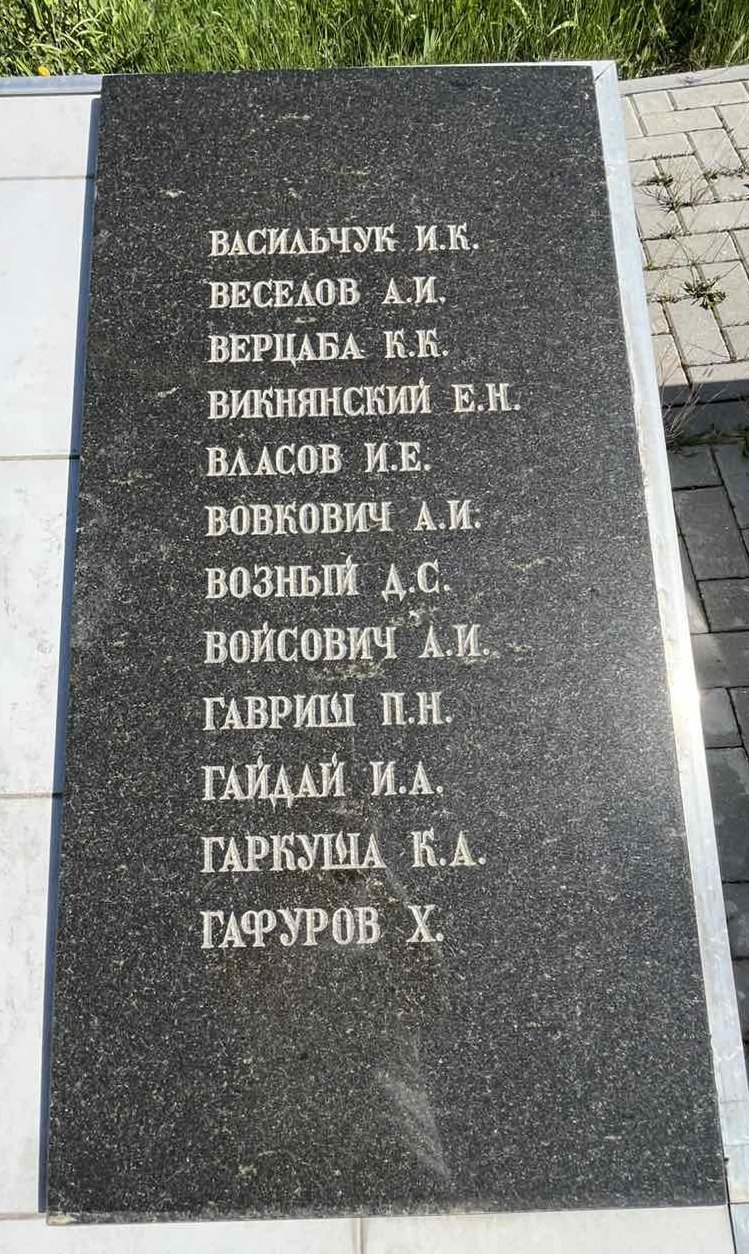 ВАСИЛЬЧУК И.К.
ВЕСЕЛОВ А.И.
ВЕРЦАБА К.К.
ВИКНЯНСКИЙ Е.Н.
ВЛАСОВ И.Е.
ВОВКОВИЧ А.И.
ВОЗНЫЙ Д.С.
ВОЙСОВИЧ А.И.
ГАВРИШ П.Н.
ГАЙДАЙ И.А.
ГАРКУША К.А.
ГАФУРОВ Х.